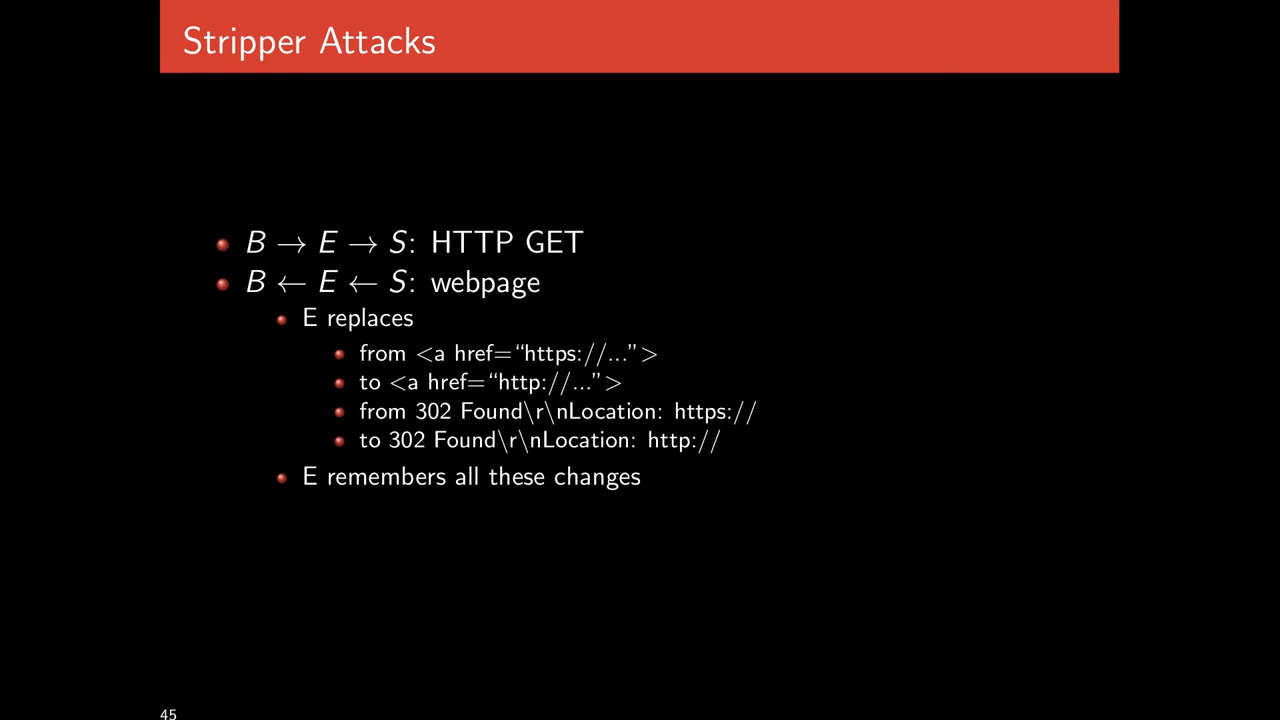 Stripper Attacks
B → E → S: HTTP GET
B ← E ← S: webpage
E replaces
from <a href=“https://...”>
to <a href=“http://...”>
from 302 Found\r\nLocation: https://
to 302 Found\r\nLocation: http://
E remembers all these changes
45